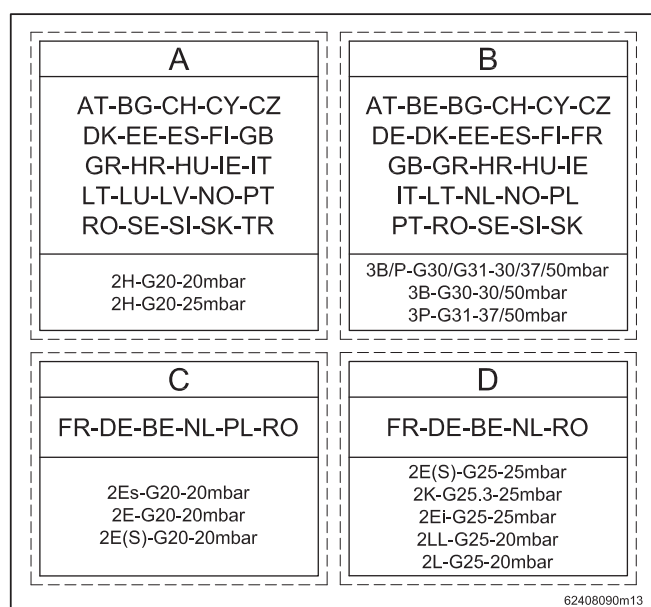 A
AT-BG-CH-CY-CZ
DK-EE-ES-FI-GB
GR-HR-HU-IE-IT
LT-LU-LV-NO-PT
RO-SE-SI-SK-TR
2H-G20-20mbar
2H-G20-25mbar
B
AT-BE-BG-CH-CY-CZ
DE-DK-EE-ES-FI-FR
GB-GR-HR-HU-IE
IT-LT-NL-NO-PL
PT-RO-SE-SI-SK
3B/P-G30/G31-30/37/50mbar
3B-G30-30/50mbar
3P-G31-37/50mbar
C
FR-DE-BE-NL-PL-RO
2Es-G20-20mbar
2E-G20-20mbar
2E(S)-G20-20mbar
D
FR-DE-BE-NL-RO
2E(S)-G25-25mbar
2K-G25.3-25mbar
2Ei-G25-25mbar
2LL-G25-20mbar
2L-G25-20mbar
62408090m13